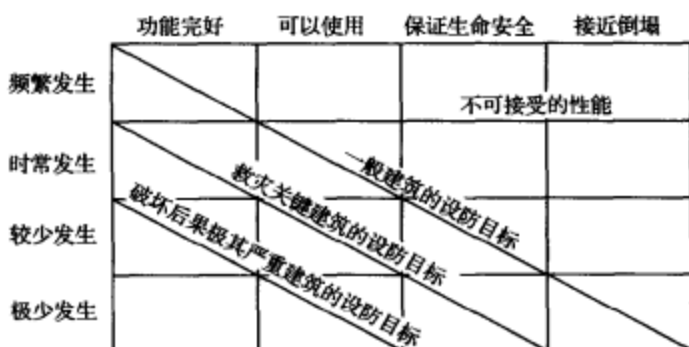 功能完好 可以使用 保证生命安全 接近倒塌
频繁发生
不可接受的性能
时常发生
一般建筑的设防目标
救灾关键建筑的设防目标
破坏后果极其严重建筑的设防目标
较少发生
极少发生